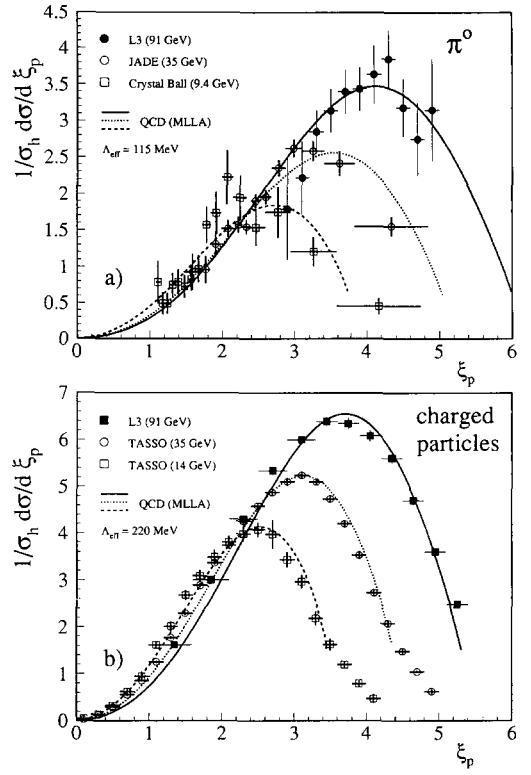 1/σₕ dσ/d ξₚ
4.5
4
3.5
3
2.5
2
1.5
1
0.5
0
● L3 (91 GeV)
○ JADE (35 GeV)
□ Crystal Ball (9.4 GeV)
QCD (MLLA)
Λeff = 115 MeV
π⁰
a)
0 1 2 3 4 5 6
ξₚ
1/σₕ dσ/d ξₚ
7
6
5
4
3
2
1
0
■ L3 (91 GeV)
○ TASSO (35 GeV)
□ TASSO (14 GeV)
QCD (MLLA)
Λeff = 220 MeV
charged
particles
b)
0 1 2 3 4 5 6
ξₚ